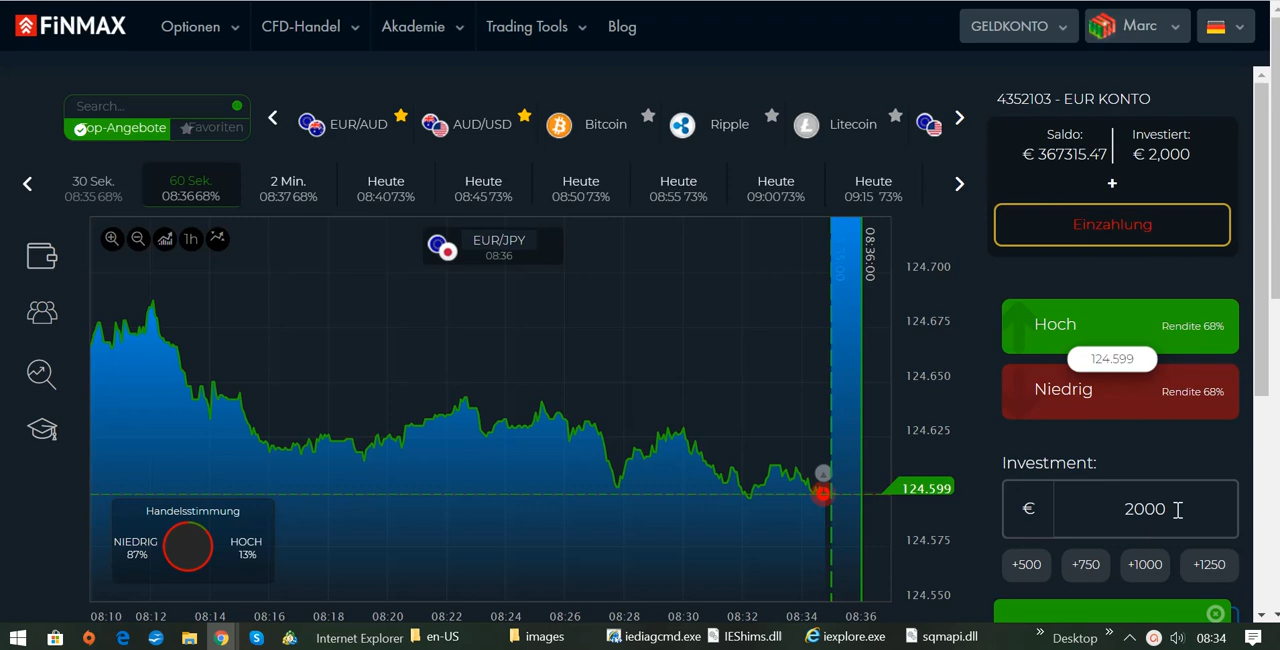 FiNMAX
Optionen CFD-Handel Akademie Trading Tools Blog GELDKONTO Marc
Search...
Top-Angebote Favoriten
EUR/AUD AUD/USD Bitcoin Ripple Litecoin
30 Sek. 60 Sek. 2 Min. Heute Heute Heute Heute Heute Heute
08:35 68% 08:36 68% 08:37 68% 08:40 73% 08:45 73% 08:50 73% 08:55 73% 09:00 73% 09:15 73%
1h
EUR/JPY
08:36
08:36:00
124.700
124.675
124.650
124.625
124.599
124.575
124.550
Handelsstimmung
NIEDRIG HOCH
87% 13%
08:10 08:12 08:14 08:16 08:18 08:20 08:22 08:24 08:26 08:28 08:30 08:32 08:34 08:36
4352103 - EUR KONTO
Saldo: Investiert:
€ 367315.47 € 2,000
+
Einzahlung
Hoch Rendite 68%
124.599
Niedrig Rendite 68%
Investment:
€ 2000
+500 +750 +1000 +1250
Internet Explorer en-US images iediagcmd.exe IEShims.dll iexplore.exe sqmapi.dll Desktop 08:34